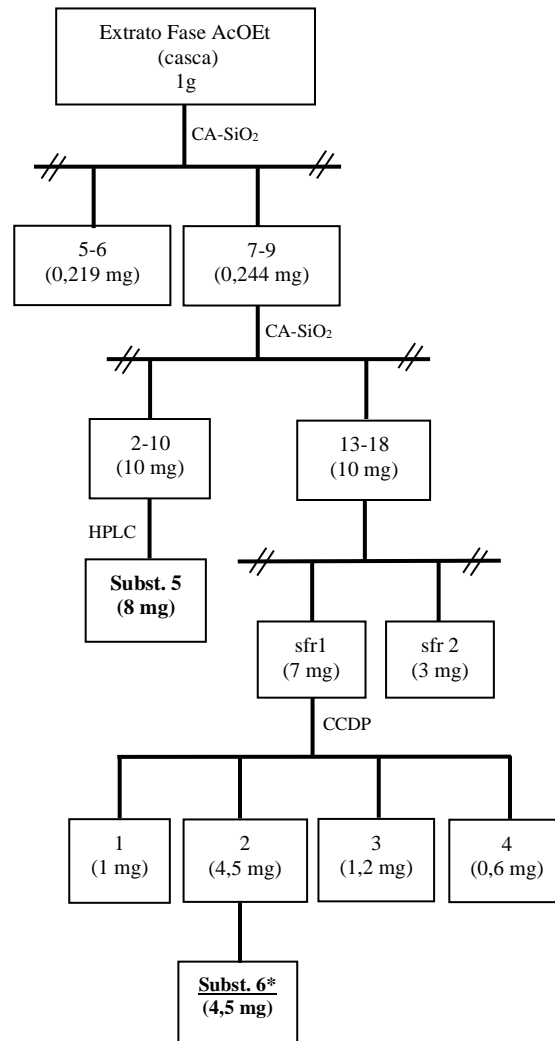 Extrato Fase AcOEt
(casca)
1g
CA-SiO₂
5-6
(0,219 mg)
7-9
(0,244 mg)
CA-SiO₂
2-10
(10 mg)
13-18
(10 mg)
HPLC
Subst. 5
(8 mg)
sfr1
(7 mg)
sfr 2
(3 mg)
CCDP
1
(1 mg)
2
(4,5 mg)
3
(1,2 mg)
4
(0,6 mg)
Subst. 6*
(4,5 mg)